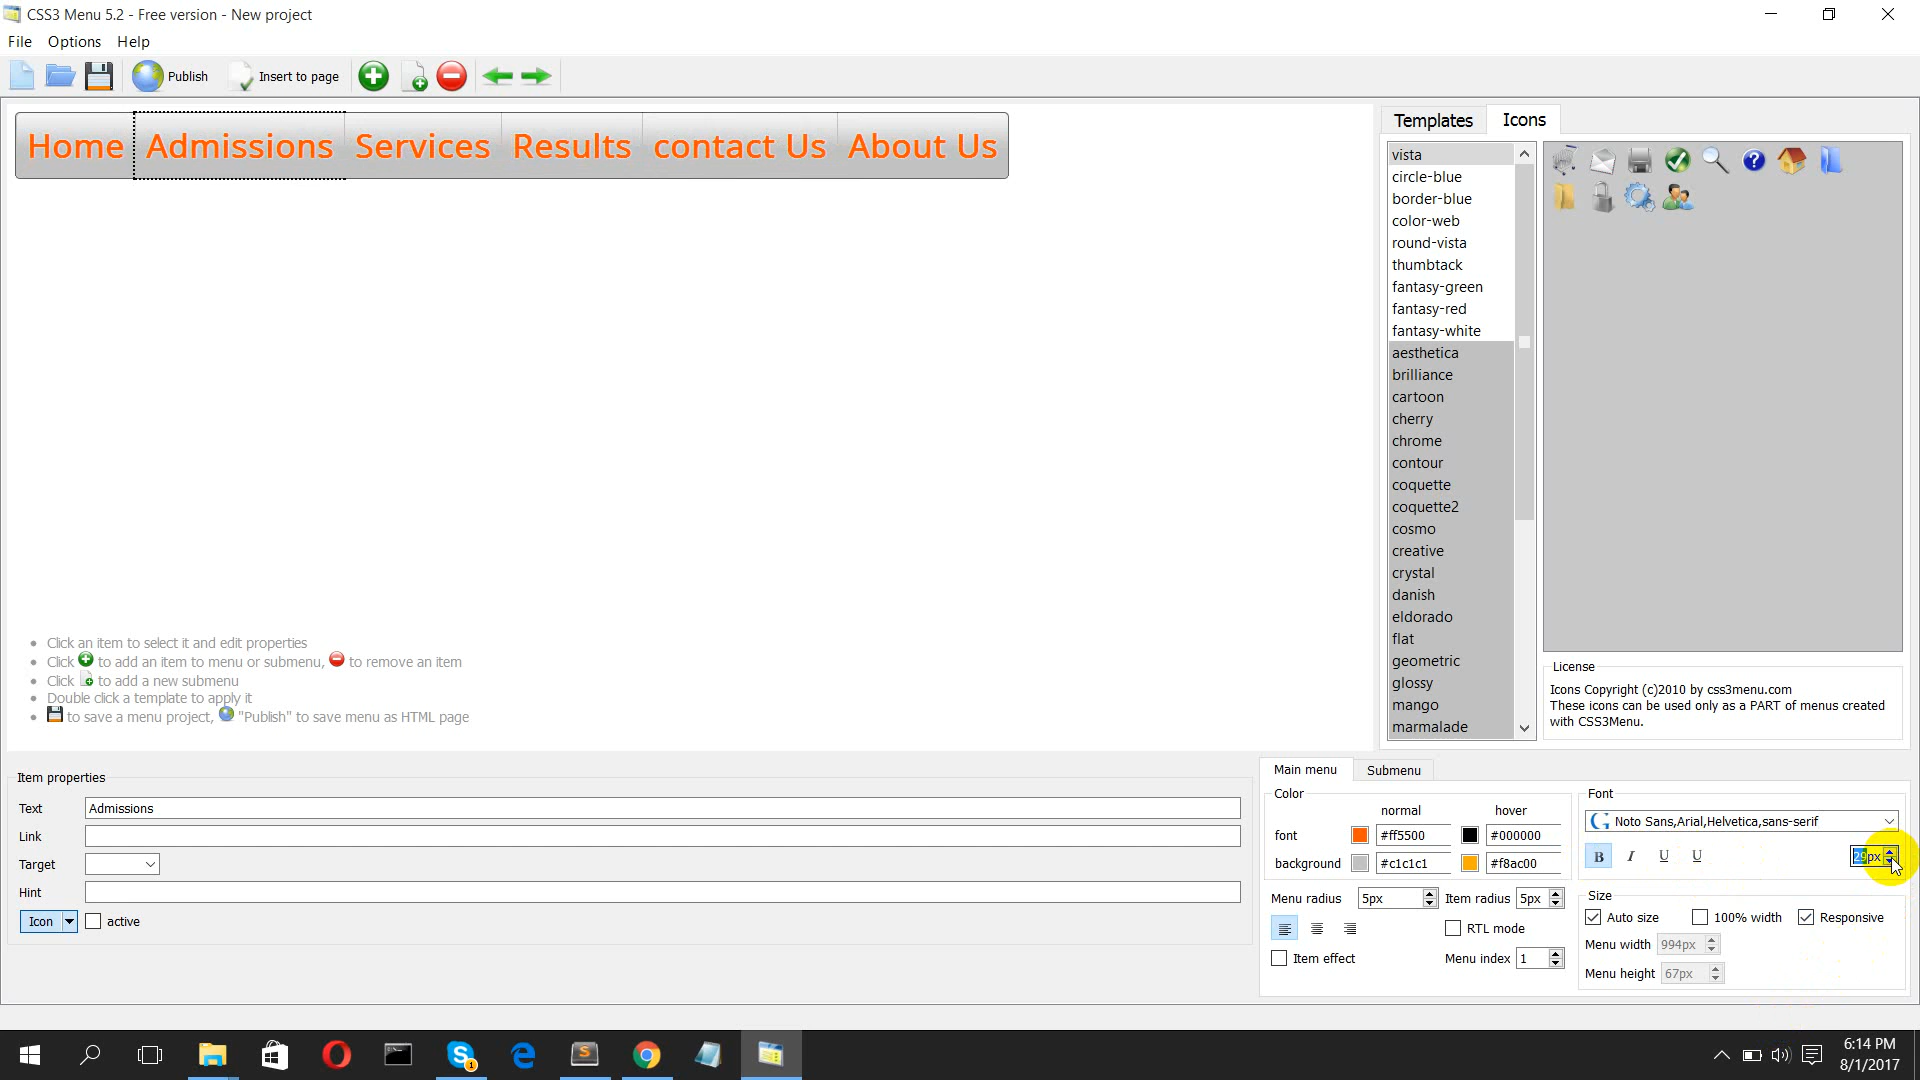 CSS3 Menu 5.2 - Free version - New project
File Options Help
Publish Insert to page
Home Admissions Services Results contact Us About Us
Templates Icons
vista
circle-blue
border-blue
color-web
round-vista
thumbtack
fantasy-green
fantasy-red
fantasy-white
aesthetica
brilliance
cartoon
cherry
chrome
contour
coquette
coquette2
cosmo
creative
crystal
danish
eldorado
flat
geometric
glossy
mango
marmalade
License
Icons Copyright (c)2010 by css3menu.com
These icons can be used only as a PART of menus created
with CSS3Menu.
• Click an item to select it and edit properties
• Click to add an item to menu or submenu, to remove an item
• Click to add a new submenu
• Double click a template to apply it
• to save a menu project, "Publish" to save menu as HTML page
Item properties
Text Admissions
Link
Target
Hint
Icon active
Main menu Submenu
Color
normal hover
font #ff5500 #000000
background #c1c1c1 #f8ac00
Menu radius 5px Item radius 5px
RTL mode
Item effect Menu index 1
Font
Noto Sans,Arial,Helvetica,sans-serif
B I U U 29px
Size
Auto size 100% width Responsive
Menu width 994px
Menu height 67px
6:14 PM
8/1/2017